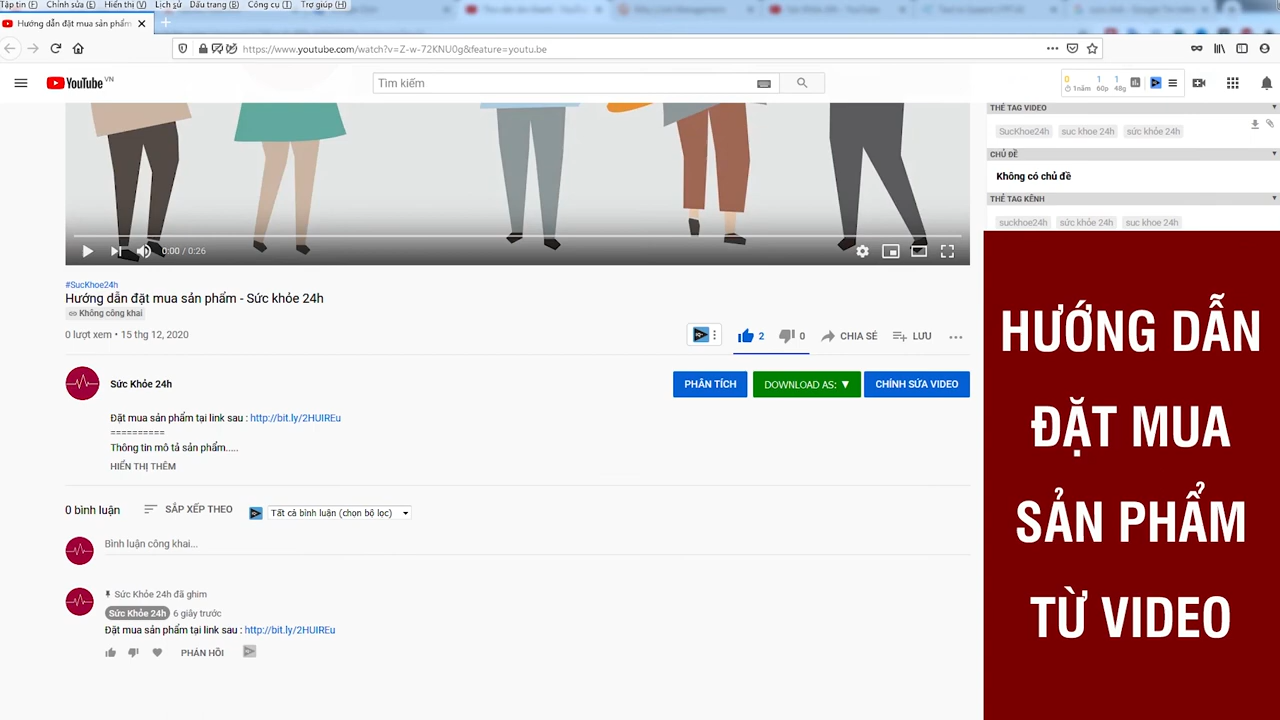 Tập tin (F) Chỉnh sửa (E) Hiển thị (V) Lịch sử Dấu trang (B) Công cụ (T) Trợ giúp (H)
Hướng dẫn đặt mua sản phẩm
https://www.youtube.com/watch?v=Z-w-72KNU0g&feature=youtu.be
YouTube VN
Tìm kiếm
0 1 1
1năm 60p 48g
THẺ TAG VIDEO
SucKhoe24h suc khoe 24h sức khỏe 24h
CHỦ ĐỀ
Không có chủ đề
THẺ TAG KÊNH
suckhoe24h sức khỏe 24h suc khoe 24h
0:00 / 0:26
#SucKhoe24h
Hướng dẫn đặt mua sản phẩm - Sức khỏe 24h
Không công khai
0 lượt xem • 15 thg 12, 2020
2 0 CHIA SẺ LƯU
Sức Khỏe 24h
PHÂN TÍCH DOWNLOAD AS: ▼ CHỈNH SỬA VIDEO
Đặt mua sản phẩm tại link sau : http://bit.ly/2HUIREu
==========
Thông tin mô tả sản phẩm.....
HIỂN THỊ THÊM
0 bình luận SẮP XẾP THEO Tất cả bình luận (chọn bộ lọc)
Bình luận công khai...
Sức Khỏe 24h đã ghim
Sức Khỏe 24h 6 giây trước
Đặt mua sản phẩm tại link sau : http://bit.ly/2HUIREu
PHẢN HỒI
HƯỚNG DẪN
ĐẶT MUA
SẢN PHẨM
TỪ VIDEO